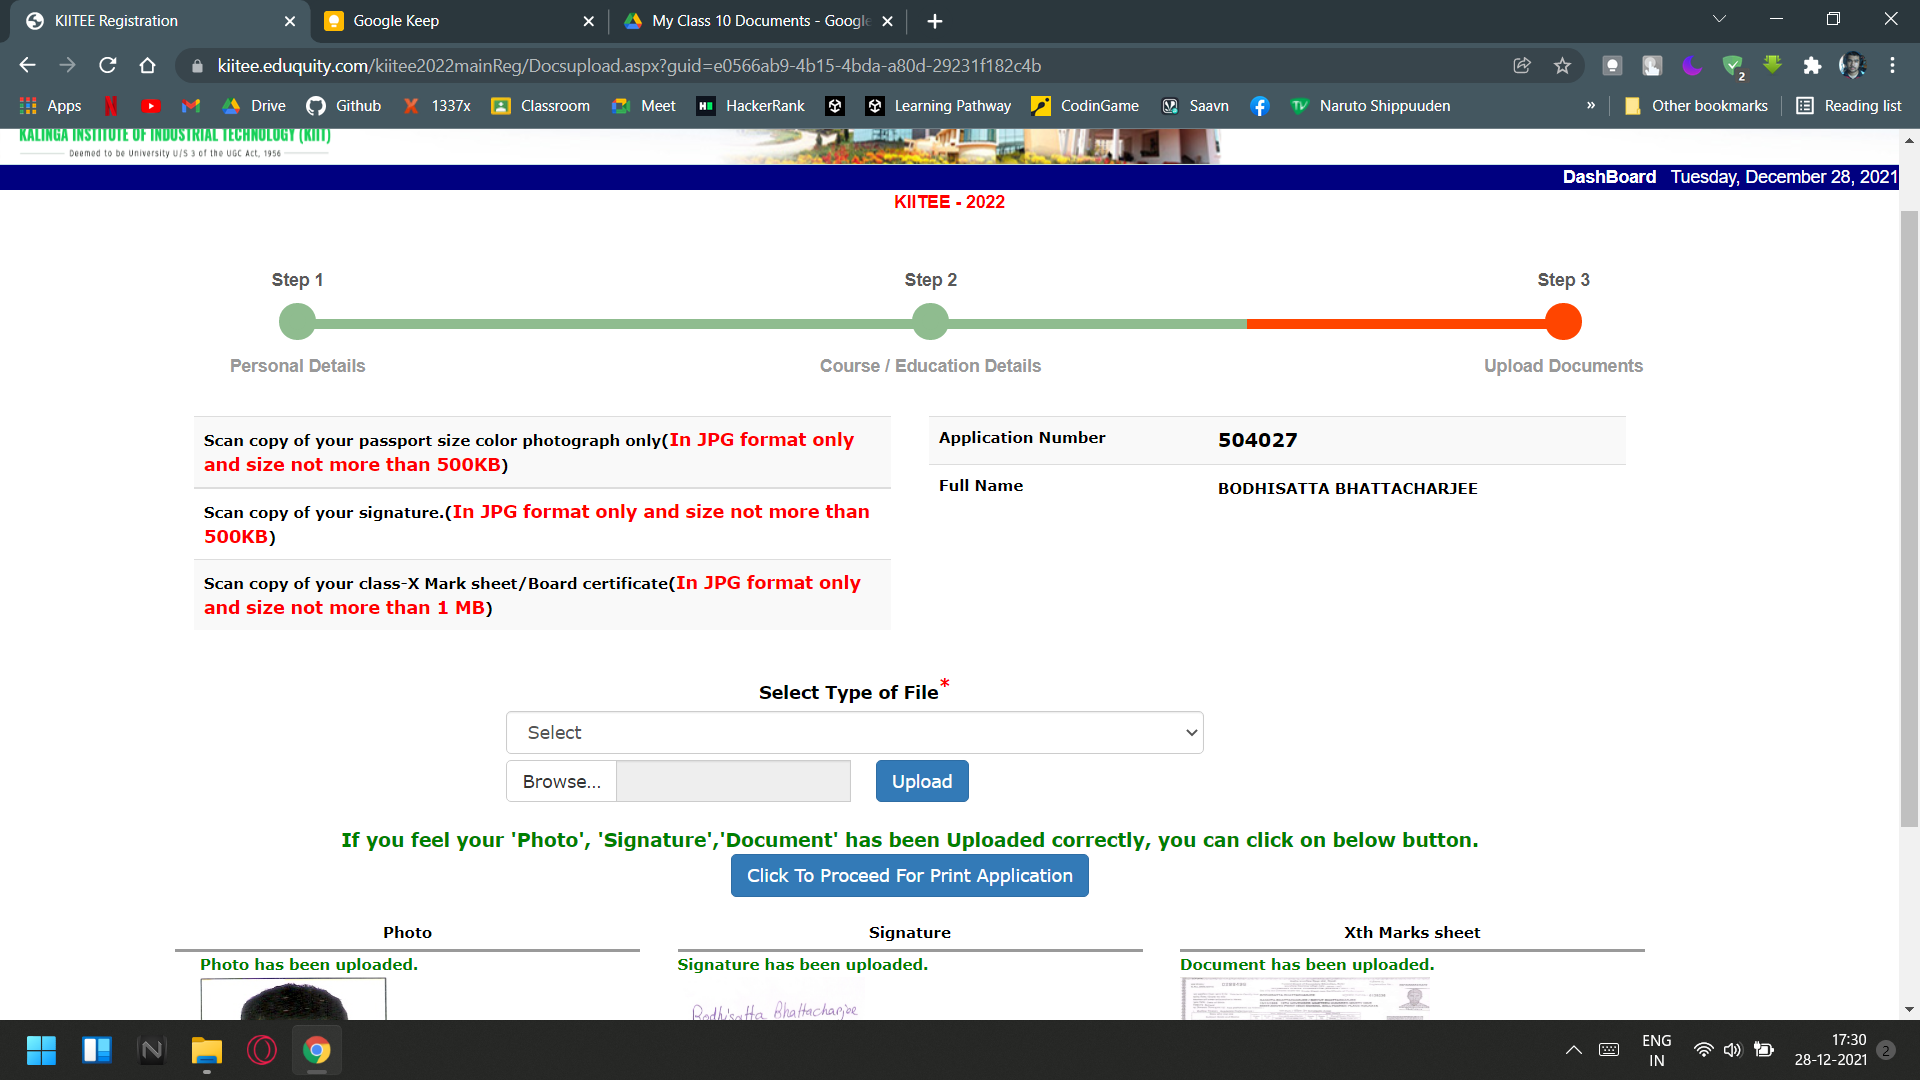 KIITEE Registration
Google Keep
My Class 10 Documents - Google
kiitee.eduquity.com/kiitee2022mainReg/Docsupload.aspx?guid=e0566ab9-4b15-4bda-a80d-29231f182c4b
2
Apps
Drive
Github
1337x
Classroom
Meet
HackerRank
Learning Pathway
CodinGame
Saavn
Naruto Shippuuden
»
Other bookmarks
Reading list
KALINGA INSTITUTE OF INDUSTRIAL TECHNOLOGY (KIIT)
Deemed to be University U/S 3 of the UGC Act, 1956
DashBoard Tuesday, December 28, 2021
KIITEE - 2022
Step 1
Step 2
Step 3
Personal Details
Course / Education Details
Upload Documents
Scan copy of your passport size color photograph only(In JPG format only
and size not more than 500KB)
Scan copy of your signature.(In JPG format only and size not more than
500KB)
Scan copy of your class-X Mark sheet/Board certificate(In JPG format only
and size not more than 1 MB)
Application Number 504027
Full Name BODHISATTA BHATTACHARJEE
Select Type of File*
Select
Browse...
Upload
If you feel your 'Photo', 'Signature','Document' has been Uploaded correctly, you can click on below button.
Click To Proceed For Print Application
Photo
Signature
Xth Marks sheet
Photo has been uploaded.
Signature has been uploaded.
Document has been uploaded.
Bodhisatta Bhattacharjee
ENG
IN
17:30
28-12-2021
2